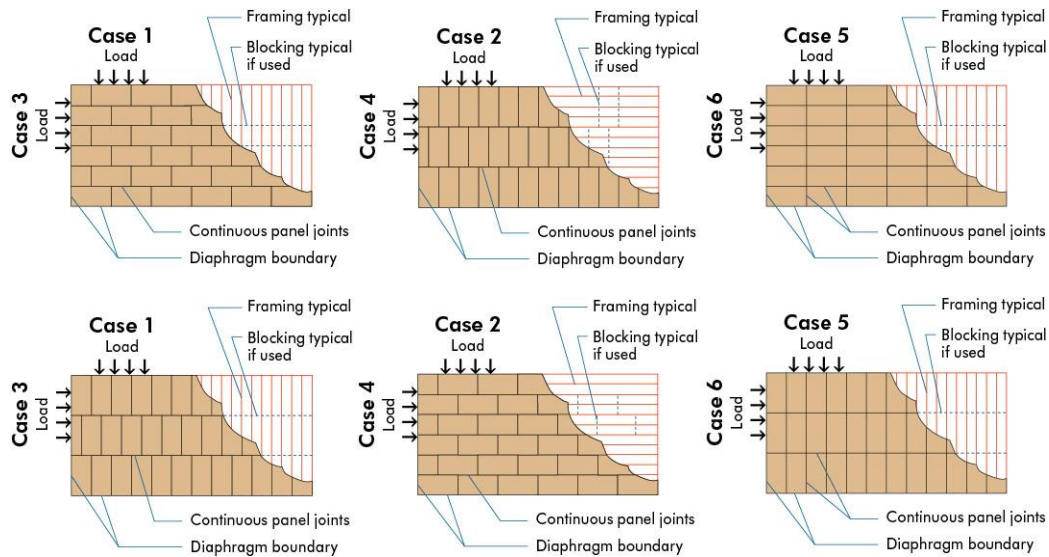 Case 1
Load
Framing typical
Blocking typical
if used
Case 3
Load
Continuous panel joints
Diaphragm boundary
Case 2
Load
Framing typical
Blocking typical
if used
Case 4
Load
Continuous panel joints
Diaphragm boundary
Case 5
Load
Framing typical
Blocking typical
if used
Case 6
Load
Continuous panel joints
Diaphragm boundary
Case 1
Load
Framing typical
Blocking typical
if used
Case 3
Load
Continuous panel joints
Diaphragm boundary
Case 2
Load
Framing typical
Blocking typical
if used
Case 4
Load
Continuous panel joints
Diaphragm boundary
Case 5
Load
Framing typical
Blocking typical
if used
Case 6
Load
Continuous panel joints
Diaphragm boundary